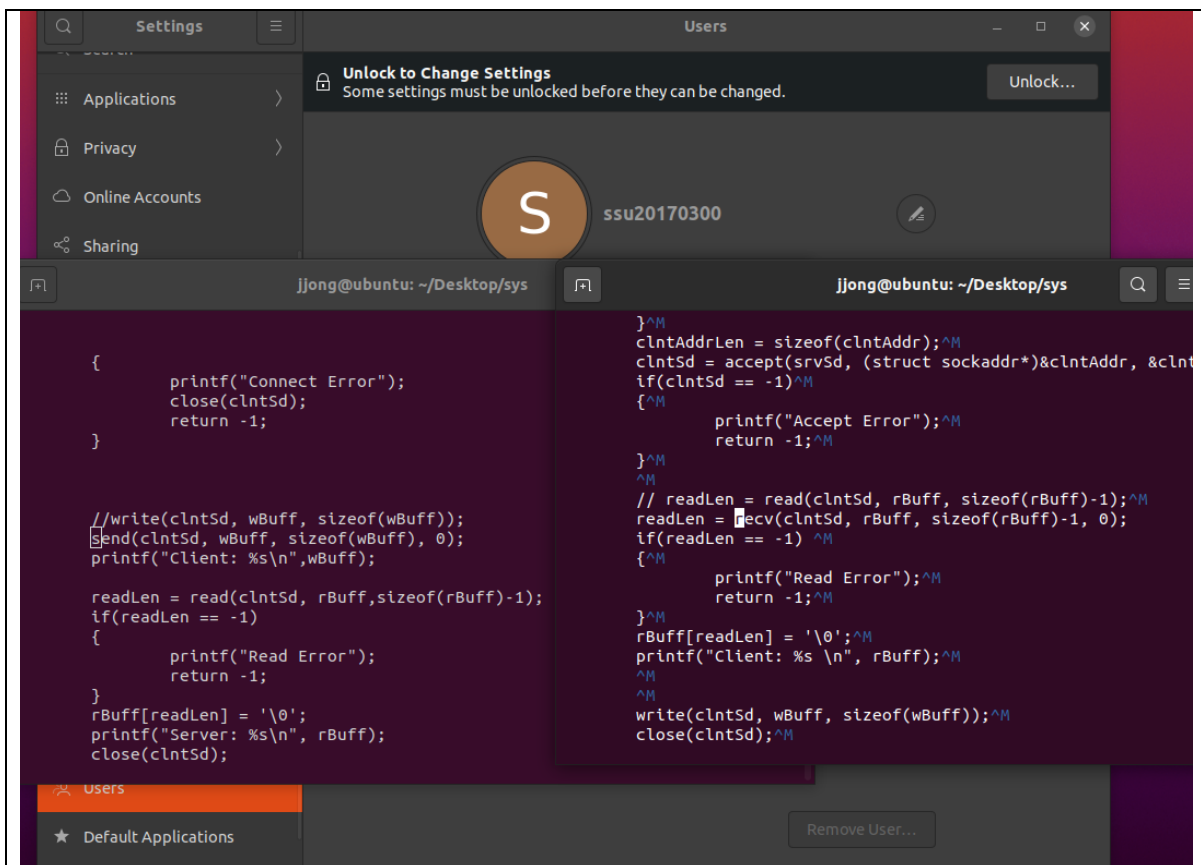 Settings
Users
Unlock to Change Settings
Some settings must be unlocked before they can be changed.
Unlock...
Applications
Privacy
Online Accounts
Sharing
S
ssu20170300
jjong@ubuntu: ~/Desktop/sys
{
printf("Connect Error");
close(clntSd);
return -1;
}
//write(clntSd, wBuff, sizeof(wBuff));
send(clntSd, wBuff, sizeof(wBuff), 0);
printf("Client: %s\n",wBuff);
readLen = read(clntSd, rBuff,sizeof(rBuff)-1);
if(readLen == -1)
{
printf("Read Error");
return -1;
}
rBuff[readLen] = '\0';
printf("Server: %s\n", rBuff);
close(clntSd);
jjong@ubuntu: ~/Desktop/sys
}^M
clntAddrLen = sizeof(clntAddr);^M
clntSd = accept(srvSd, (struct sockaddr*)&clntAddr, &clnt
if(clntSd == -1)^M
{^M
printf("Accept Error");^M
return -1;^M
}^M
^M
// readLen = read(clntSd, rBuff, sizeof(rBuff)-1);^M
readLen = recv(clntSd, rBuff, sizeof(rBuff)-1, 0);
if(readLen == -1) ^M
{^M
printf("Read Error");^M
return -1;^M
}^M
rBuff[readLen] = '\0';^M
printf("Client: %s \n", rBuff);^M
^M
^M
write(clntSd, wBuff, sizeof(wBuff));^M
close(clntSd);^M
Users
Default Applications
Remove User...